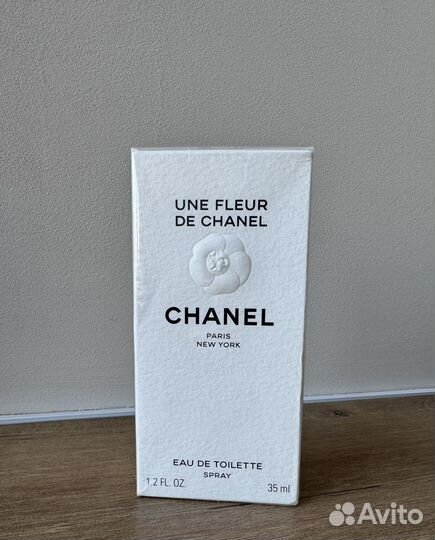 UNE FLEUR
DE CHANEL
CHANEL
PARIS
NEW YORK
EAU DE TOILETTE
SPRAY
1.2 FL. OZ. 35 ml
Avito